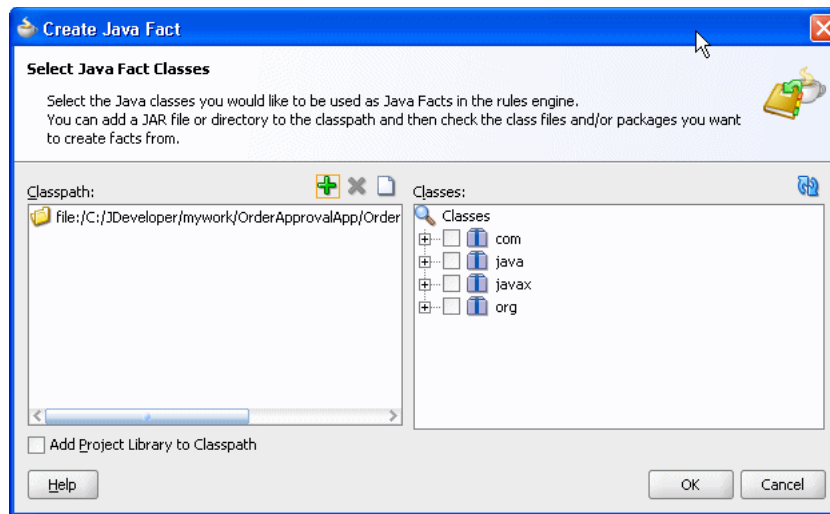 Create Java Fact
Select Java Fact Classes
Select the Java classes you would like to be used as Java Facts in the rules engine.
You can add a JAR file or directory to the classpath and then check the class files and/or packages you want
to create facts from.
Classpath:
file:/C:/JDeveloper/mywork/OrderApprovalApp/Order
Classes:
Classes
com
java
javax
org
Add Project Library to Classpath
Help
OK
Cancel